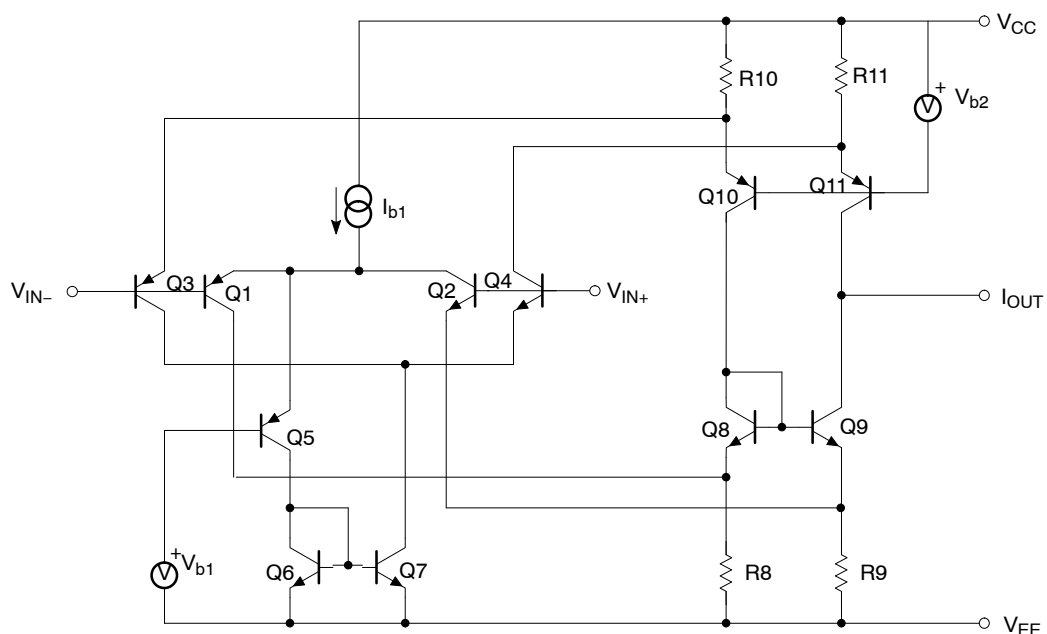 VCC
R10
R11
+
V
Vb2
Q10
Q11
Ib1
VIN−
Q3
Q1
Q2
Q4
VIN+
IOUT
Q5
Q8
Q9
+
V
Vb1
Q6
Q7
R8
R9
VEE